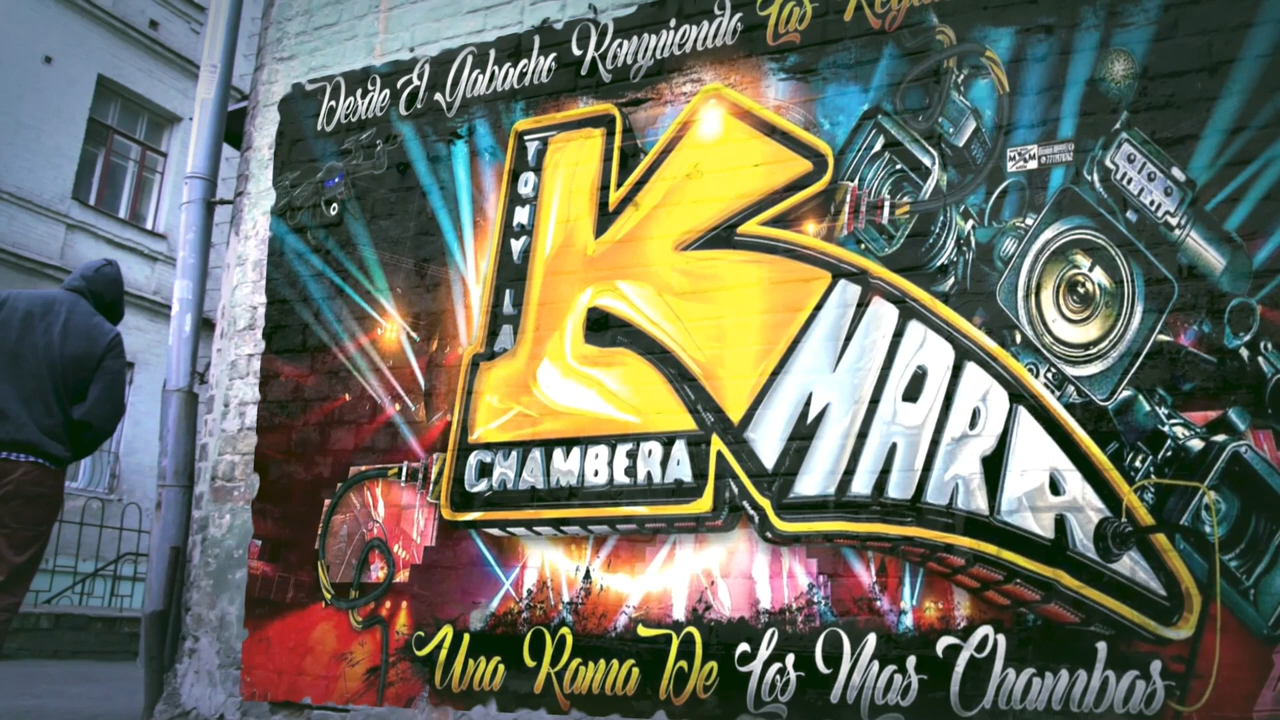 Desde El Gabacho Rompiendo Las
TONY LA
K
MARA
CHAMBERA
Una Rama De Los Mas Chambas